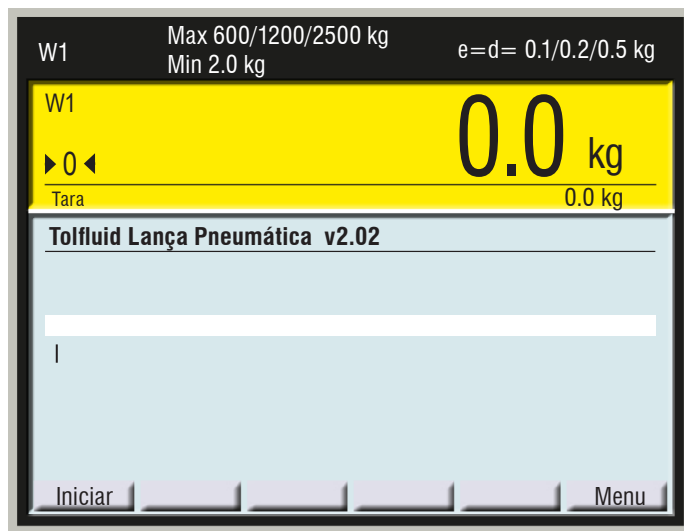 W1
Max 600/1200/2500 kg
Min 2.0 kg
e=d= 0.1/0.2/0.5 kg
W1
0.0 kg
0
Tara
0.0 kg
Tolfluid Lança Pneumática v2.02
I
Iniciar
Menu